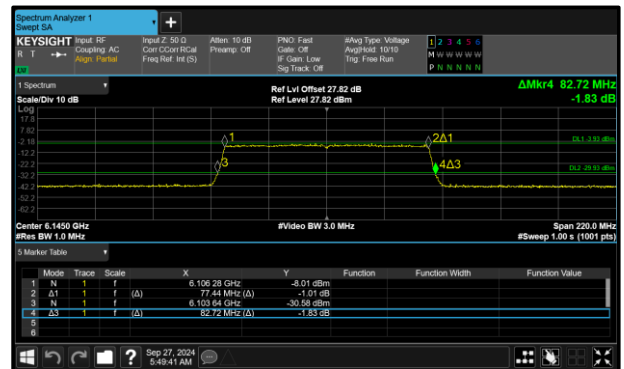 Spectrum Analyzer 1
Swept SA
+
KEYSIGHT Input: RF Input Z: 50 Ω Atten: 10 dB PNO: Fast #Avg Type: Voltage 1 2 3 4 5 6
R T Coupling: AC Corr CCorr RCal Preamp: Off Gate: Off Avg|Hold: 10/10 M W W W W W
Align: Partial Freq Ref: Int (S) IF Gain: Low Trig: Free Run P N N N N N
Sig Track: Off
1 Spectrum Ref Lvl Offset 27.82 dB ΔMkr4 82.72 MHz
Scale/Div 10 dB Ref Level 27.82 dBm -1.83 dB
Log
17.8
7.82
-2.18 1 2Δ1 DL1 -3.93 dBm
-12.2
-22.2 3 4Δ3 DL2 -29.93 dBm
-32.2
-42.2
-52.2
-62.2
Center 6.1450 GHz #Video BW 3.0 MHz Span 220.0 MHz
#Res BW 1.0 MHz #Sweep 1.00 s (1001 pts)
5 Marker Table
Mode Trace Scale X Y Function Function Width Function Value
1 N 1 f 6.106 28 GHz -8.01 dBm
2 Δ1 1 f (Δ) 77.44 MHz (Δ) -1.01 dB
3 N 1 f 6.103 64 GHz -30.58 dBm
4 Δ3 1 f (Δ) 82.72 MHz (Δ) -1.83 dB
5
6
? Sep 27, 2024
5:49:41 AM